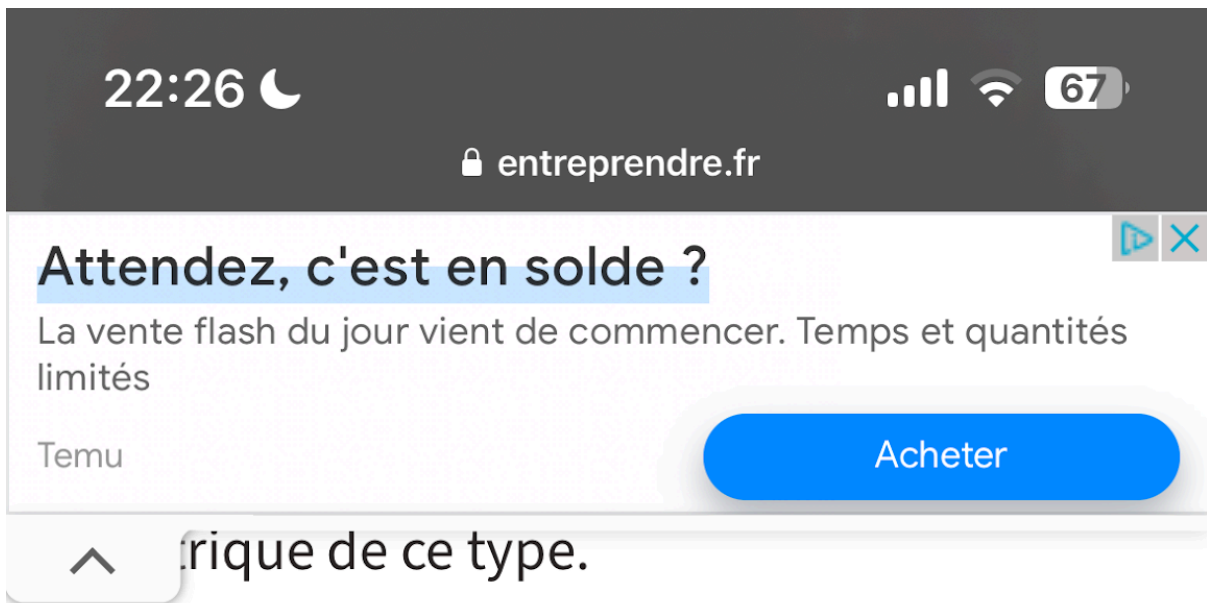 22:26
67
entreprendre.fr
Attendez, c'est en solde ?
La vente flash du jour vient de commencer. Temps et quantités
limités
Temu
Acheter
de ce type.